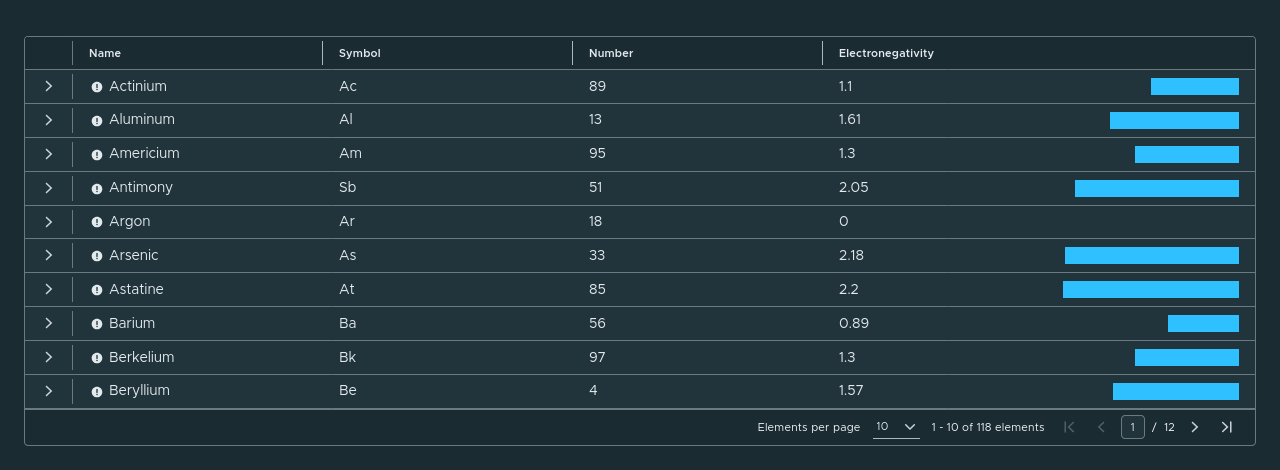 Name Symbol Number Electronegativity
Actinium Ac 89 1.1
Aluminum Al 13 1.61
Americium Am 95 1.3
Antimony Sb 51 2.05
Argon Ar 18 0
Arsenic As 33 2.18
Astatine At 85 2.2
Barium Ba 56 0.89
Berkelium Bk 97 1.3
Beryllium Be 4 1.57
Elements per page 10 1 - 10 of 118 elements 1 / 12